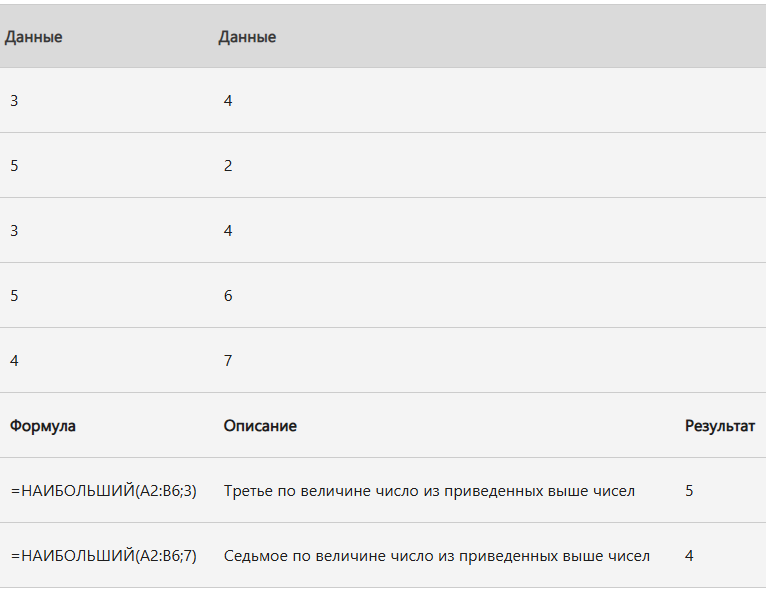 Данные Данные
3 4
5 2
3 4
5 6
4 7
Формула Описание Результат
=НАИБОЛЬШИЙ(A2:B6;3) Третье по величине число из приведенных выше чисел 5
=НАИБОЛЬШИЙ(A2:B6;7) Седьмое по величине число из приведенных выше чисел 4